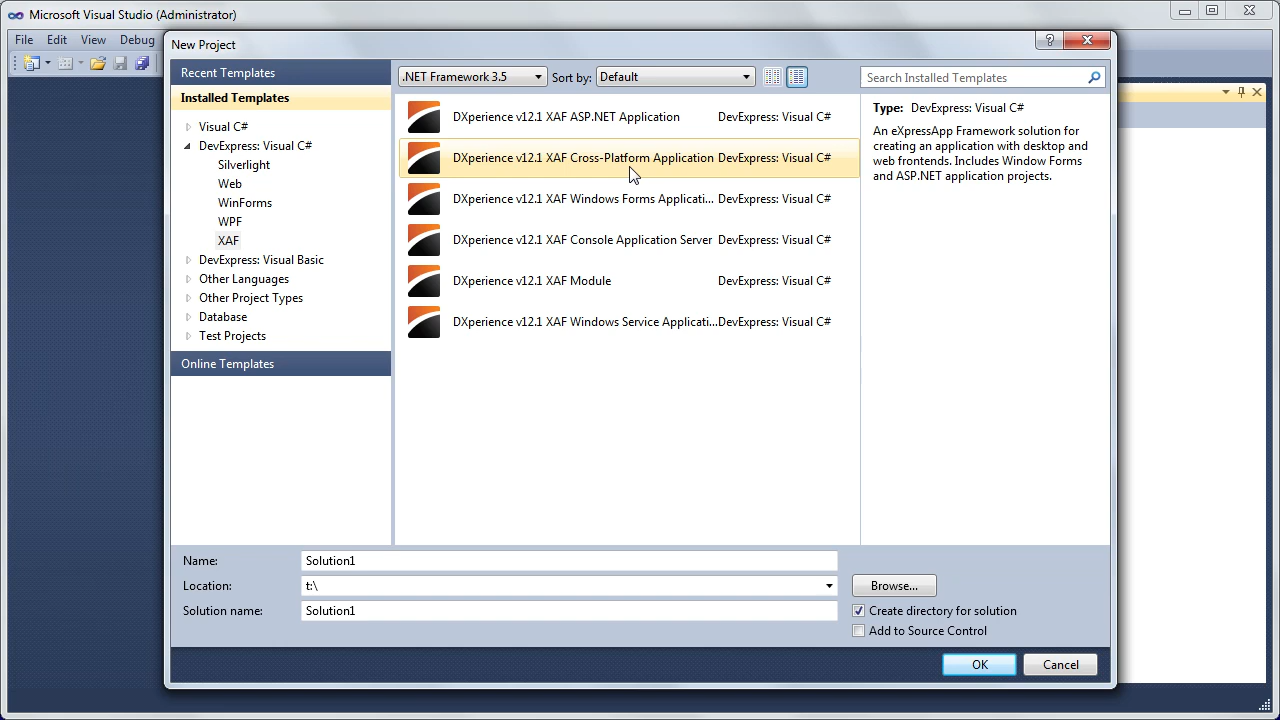 Microsoft Visual Studio (Administrator)
File Edit View Debug
New Project
Recent Templates
.NET Framework 3.5 Sort by: Default Search Installed Templates
Installed Templates
Visual C#
DevExpress: Visual C#
Silverlight
Web
WinForms
WPF
XAF
DevExpress: Visual Basic
Other Languages
Other Project Types
Database
Test Projects
Online Templates
DXperience v12.1 XAF ASP.NET Application DevExpress: Visual C#
DXperience v12.1 XAF Cross-Platform Application DevExpress: Visual C#
DXperience v12.1 XAF Windows Forms Applicati... DevExpress: Visual C#
DXperience v12.1 XAF Console Application Server DevExpress: Visual C#
DXperience v12.1 XAF Module DevExpress: Visual C#
DXperience v12.1 XAF Windows Service Applicati... DevExpress: Visual C#
Type: DevExpress: Visual C#
An eXpressApp Framework solution for
creating an application with desktop and
web frontends. Includes Window Forms
and ASP.NET application projects.
Name: Solution1
Location: t:\ Browse...
Solution name: Solution1
Create directory for solution
Add to Source Control
OK Cancel